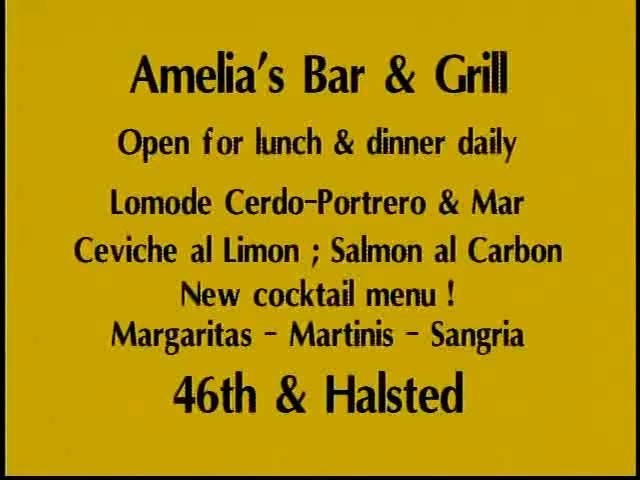 Amelia's Bar & Grill
Open for lunch & dinner daily
Lomode Cerdo-Portrero & Mar
Ceviche al Limon ; Salmon al Carbon
New cocktail menu !
Margaritas - Martinis - Sangria
46th & Halsted